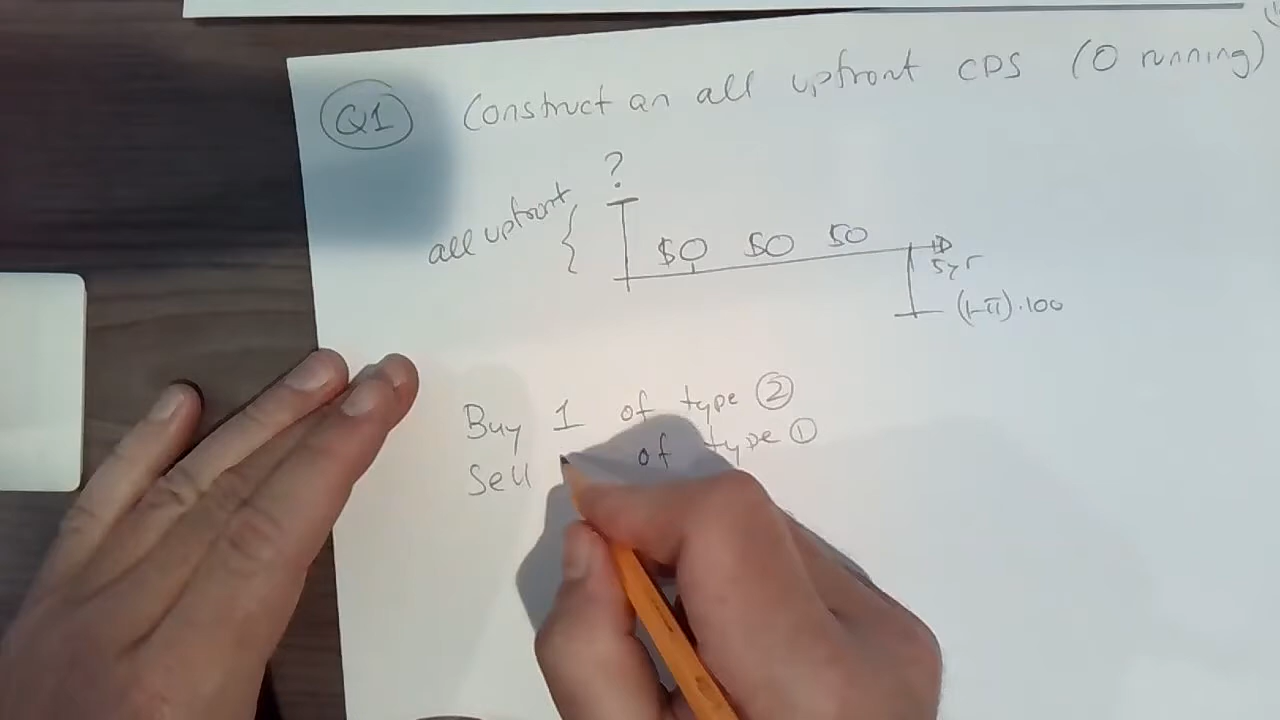 Q1 Construct an all upfront CDS (0 running)
?
all upfront { $0 $0 $0
5yr
(1-π)·100
Buy 1 of type ②
Sell of type ①